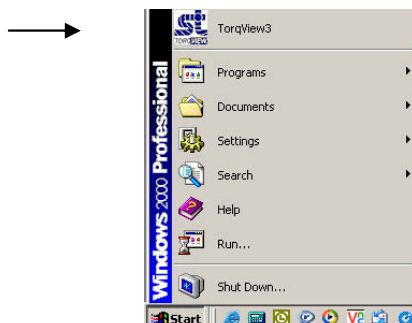 TorqView3
Programs
Documents
Settings
Search
Help
Run...
Shut Down...
Windows 2000 Professional
Start